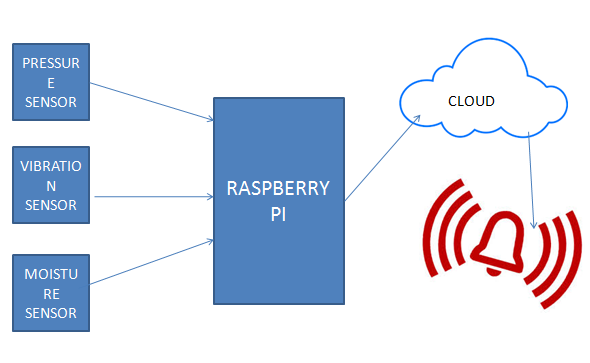 PRESSUR
E
SENSOR
VIBRATIO
N
SENSOR
MOISTU
RE
SENSOR
RASPBERRY
PI
CLOUD